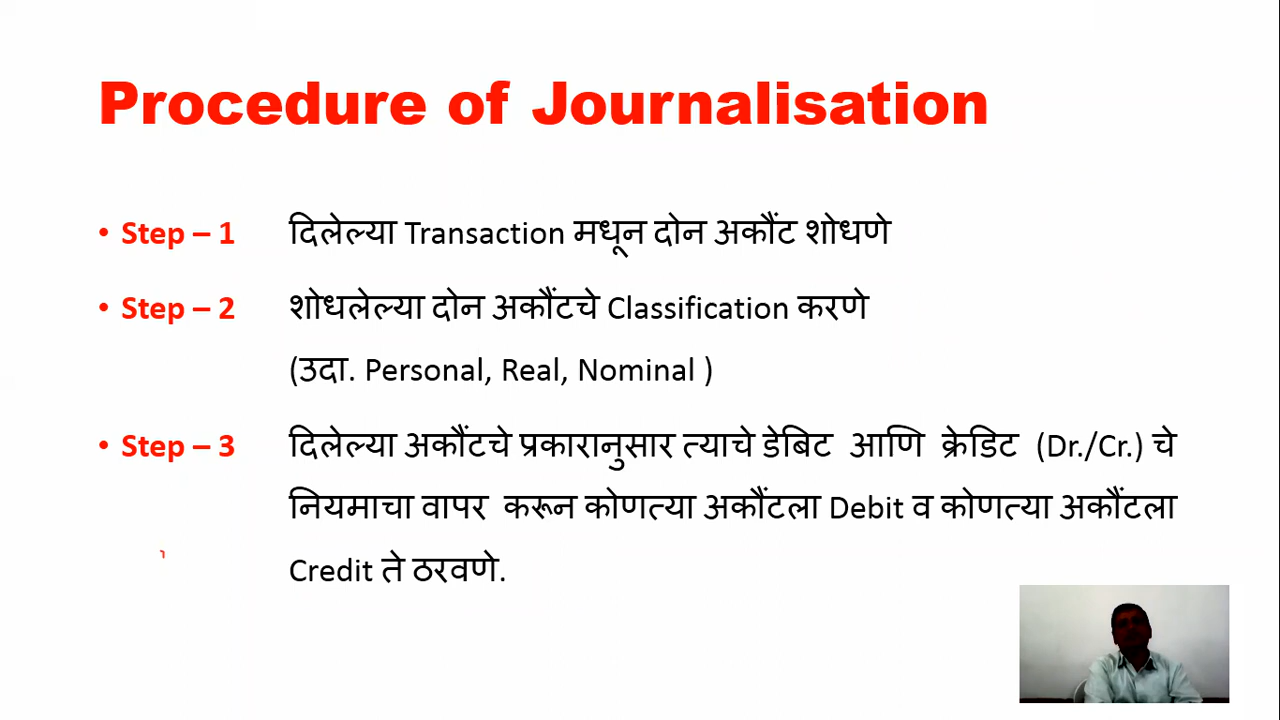 Procedure of Journalisation
• Step – 1 दिलेल्या Transaction मधून दोन अकौंट शोधणे
• Step – 2 शोधलेल्या दोन अकौंटचे Classification करणे
(उदा. Personal, Real, Nominal )
• Step – 3 दिलेल्या अकौंटचे प्रकारानुसार त्याचे डेबिट आणि क्रेडिट (Dr./Cr.) चे
नियमाचा वापर करून कोणत्या अकौंटला Debit व कोणत्या अकौंटला
Credit ते ठरवणे.